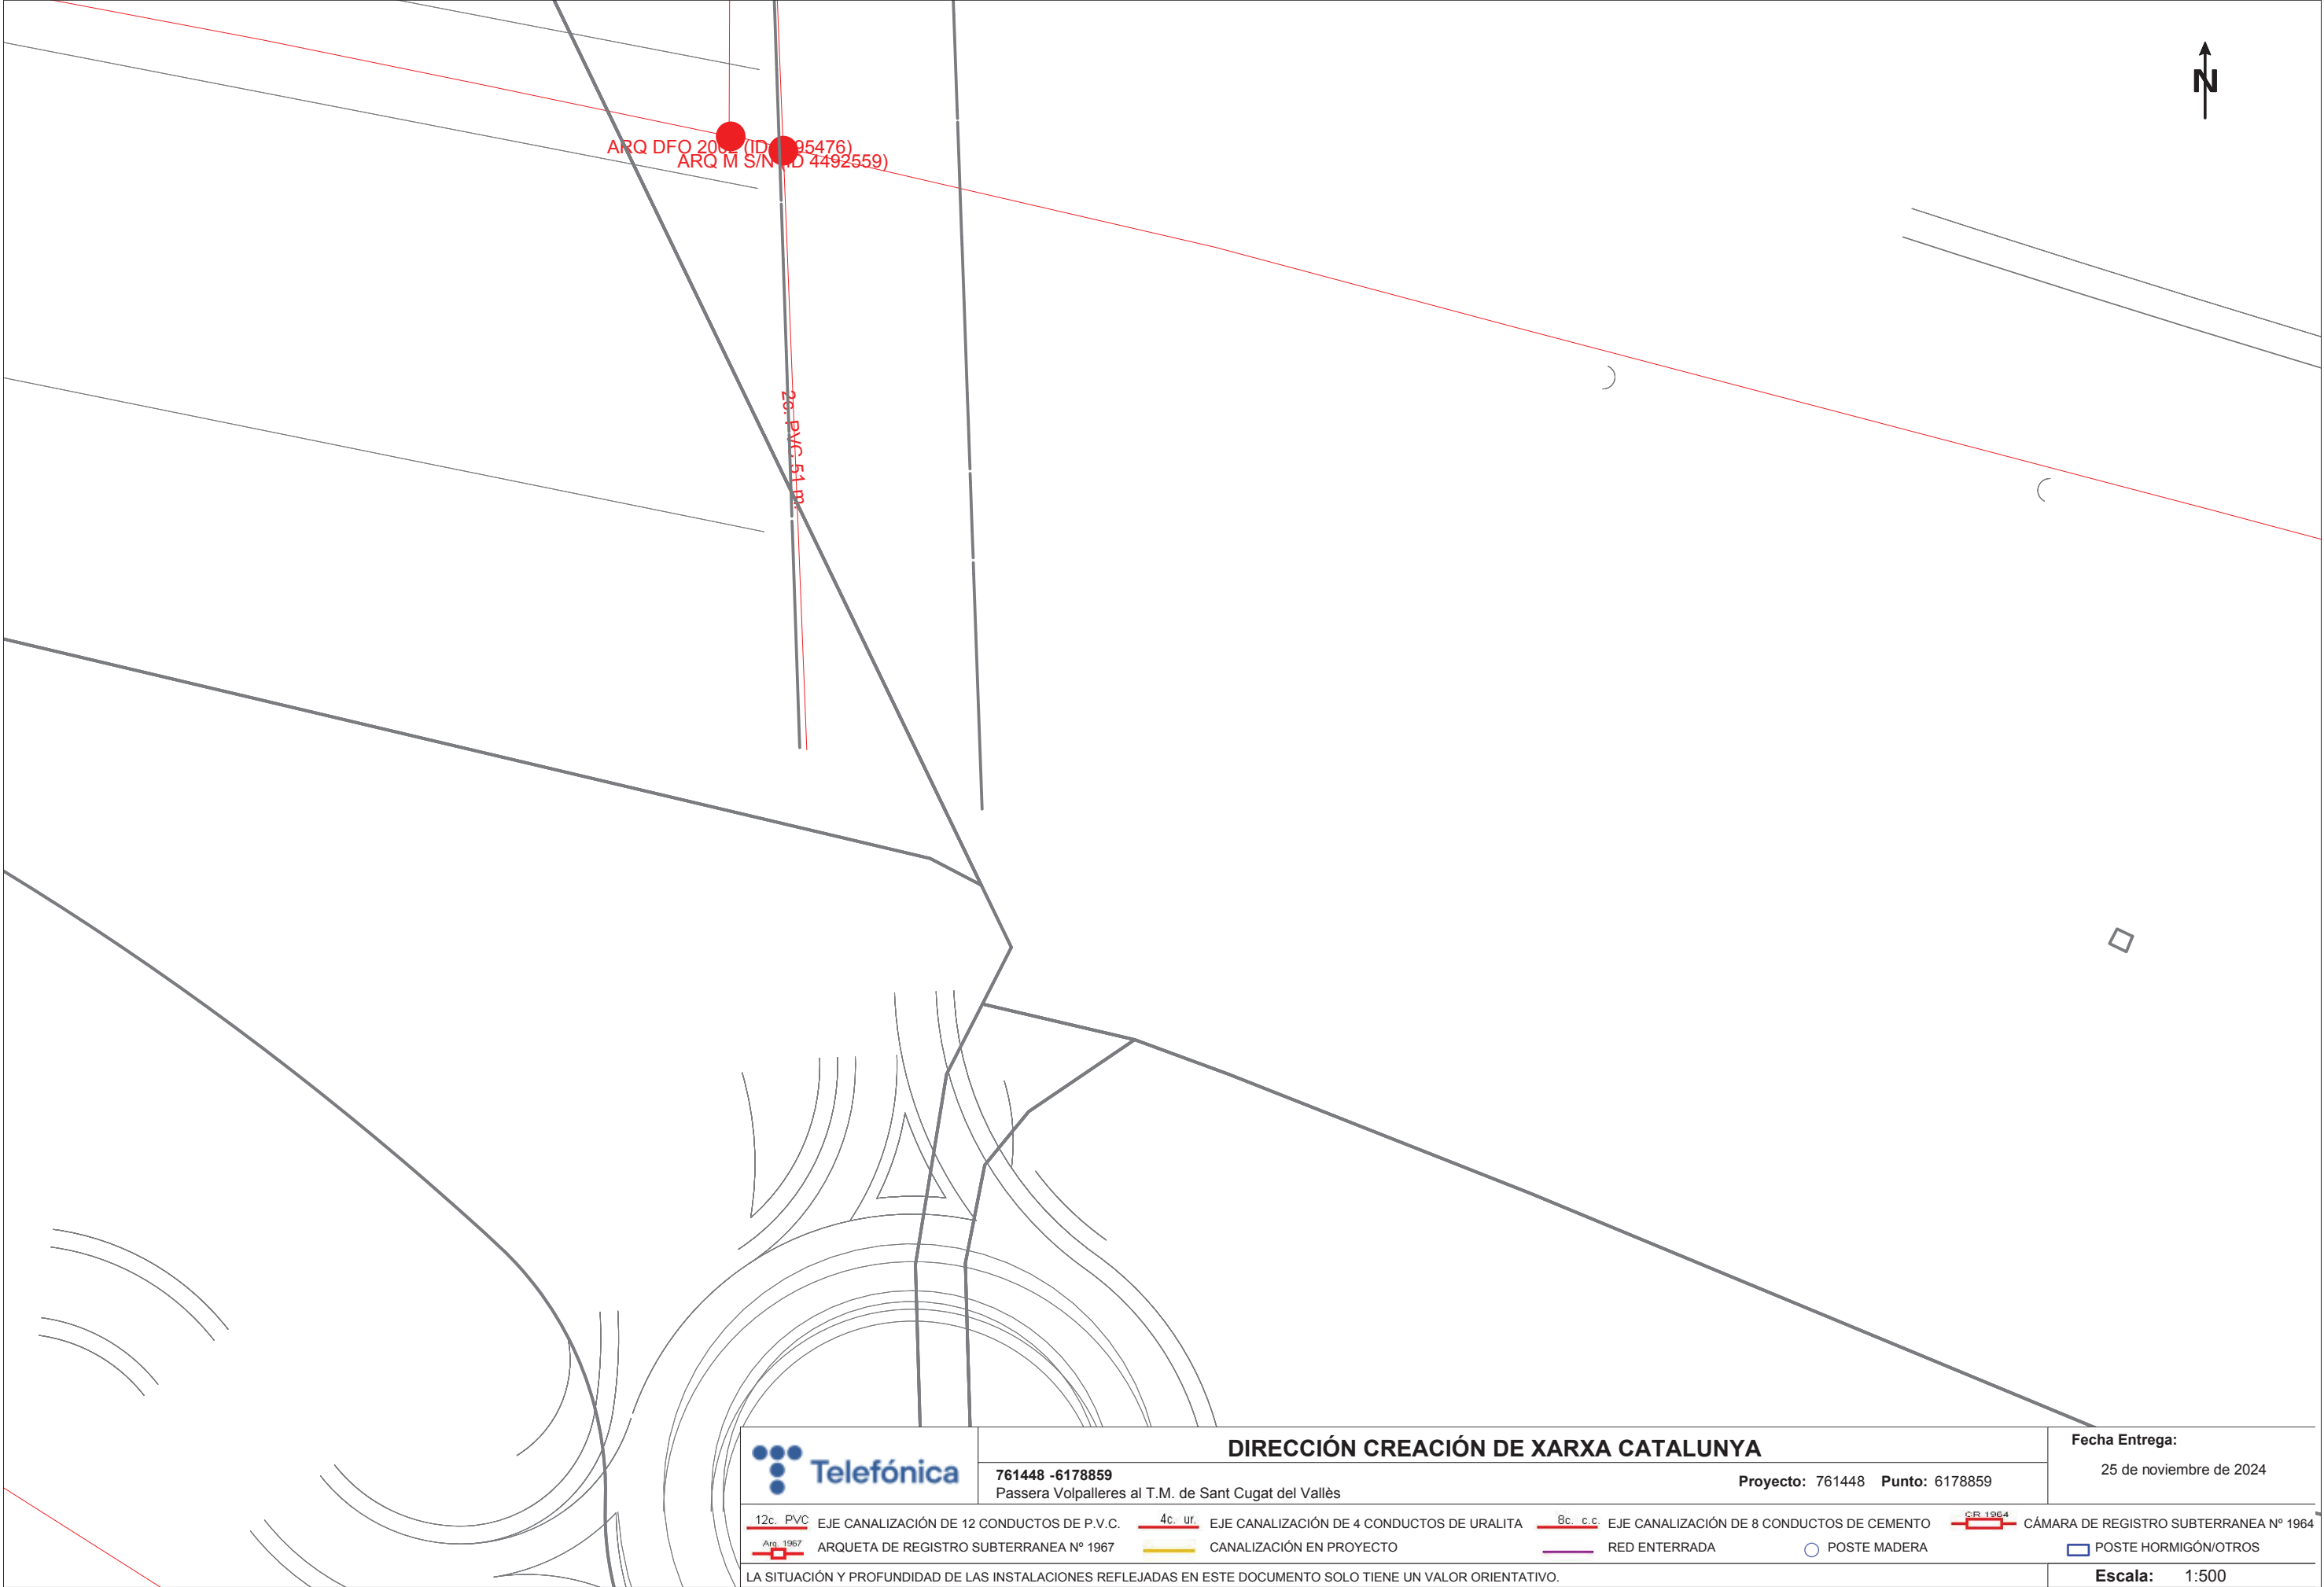 N
ARQ DFO 2002 (ID 95476)
ARQ M S/N (ID 4492559)
2c. PVC. 51 m.
Telefónica
DIRECCIÓN CREACIÓN DE XARXA CATALUNYA
761448 -6178859
Passera Volpalleres al T.M. de Sant Cugat del Vallès
Proyecto: 761448 Punto: 6178859
Fecha Entrega:
25 de noviembre de 2024
12c. PVC EJE CANALIZACIÓN DE 12 CONDUCTOS DE P.V.C. 4c. ur. EJE CANALIZACIÓN DE 4 CONDUCTOS DE URALITA 8c. c.c. EJE CANALIZACIÓN DE 8 CONDUCTOS DE CEMENTO C.R. 1964 CÁMARA DE REGISTRO SUBTERRANEA Nº 1964
Arq. 1967 ARQUETA DE REGISTRO SUBTERRANEA Nº 1967 CANALIZACIÓN EN PROYECTO RED ENTERRADA POSTE MADERA POSTE HORMIGÓN/OTROS
LA SITUACIÓN Y PROFUNDIDAD DE LAS INSTALACIONES REFLEJADAS EN ESTE DOCUMENTO SOLO TIENE UN VALOR ORIENTATIVO.
Escala: 1:500